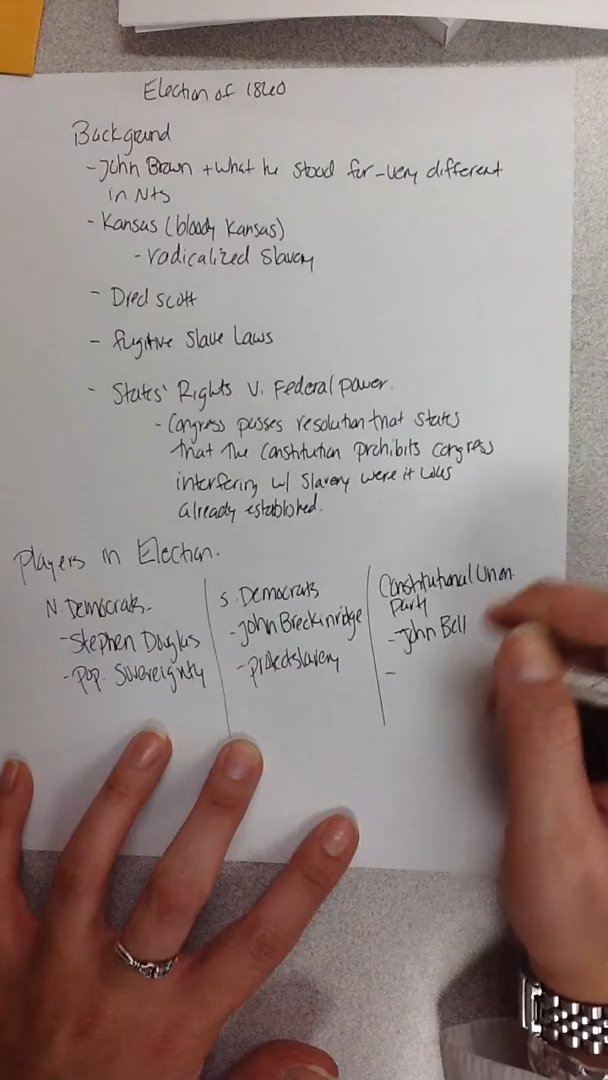 Election of 1860
Background
- John Brown + what he stood for - very different
in N + S
- Kansas (bloody Kansas)
- radicalized slavery
- Dred Scott
- Fugitive Slave Laws
- States' Rights v. Federal power.
- Congress passes resolution that states
that the Constitution prohibits congress
interfering w/ slavery were it was
already established.
Players in Election.
N. Democrats -
- Stephen Douglas
- Pop. Sovereignty
S. Democrats
- John Breckinridge
- protect slavery
Constitutional Union
Party
- John Bell
-